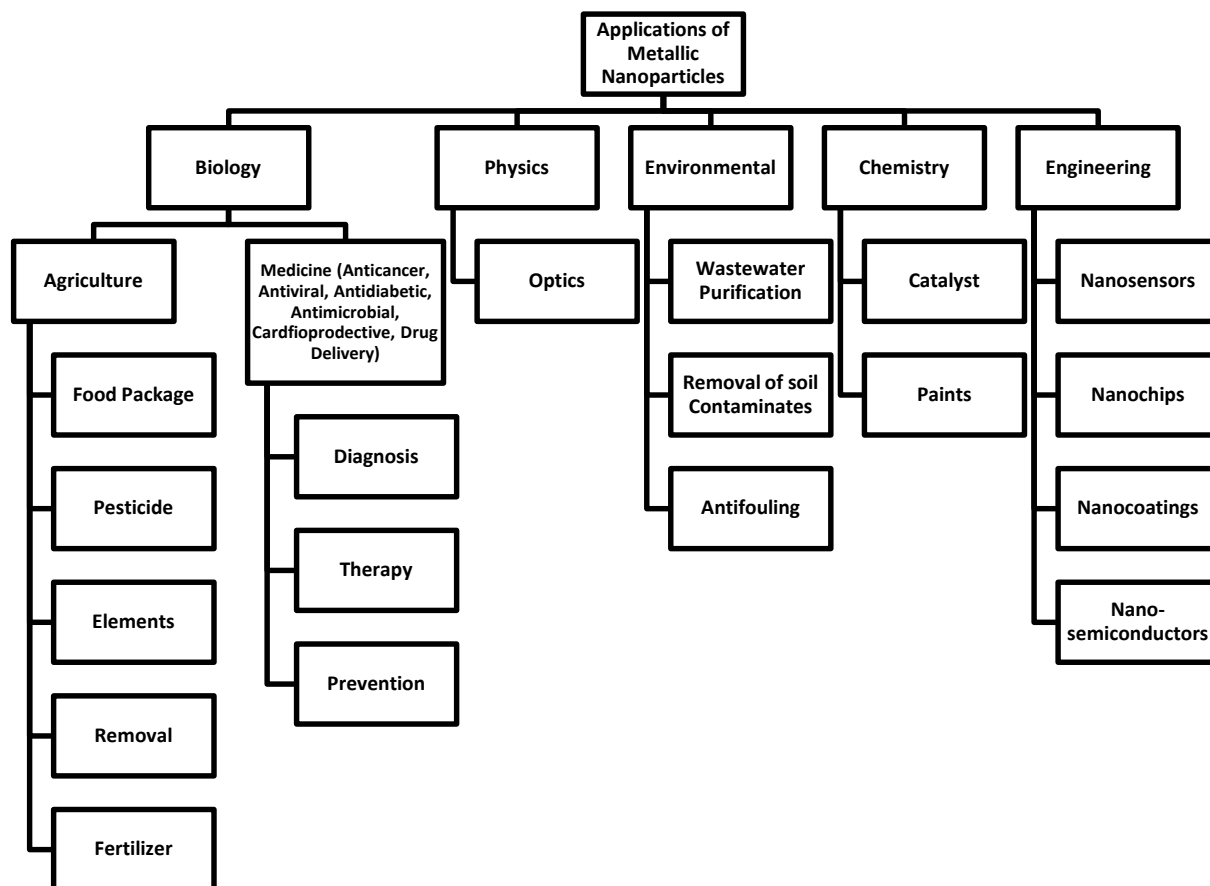 Applications of
Metallic
Nanoparticles
Biology
Physics
Environmental
Chemistry
Engineering
Agriculture
Medicine (Anticancer,
Antiviral, Antidiabetic,
Antimicrobial,
Cardfioprodective, Drug
Delivery)
Optics
Wastewater
Purification
Catalyst
Nanosensors
Food Package
Removal of soil
Contaminates
Paints
Nanochips
Diagnosis
Pesticide
Antifouling
Nanocoatings
Therapy
Elements
Nano-
semiconductors
Prevention
Removal
Fertilizer